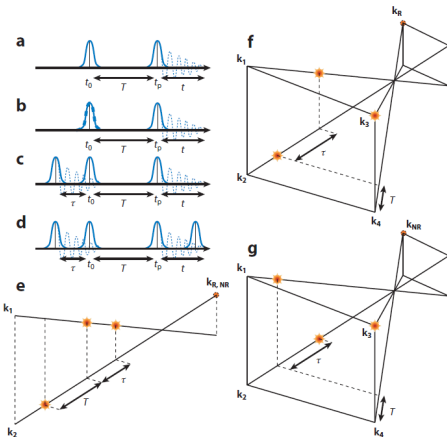 a
t0 T tp t
b
t0 T tp t
c
τ t0 T tp t
d
τ t0 T tp t
e
kR, NR
k1
T τ
k2
f
kR
k1
k3
τ
k2
T
k4
g
kNR
k1
k3
τ
k2
T
k4